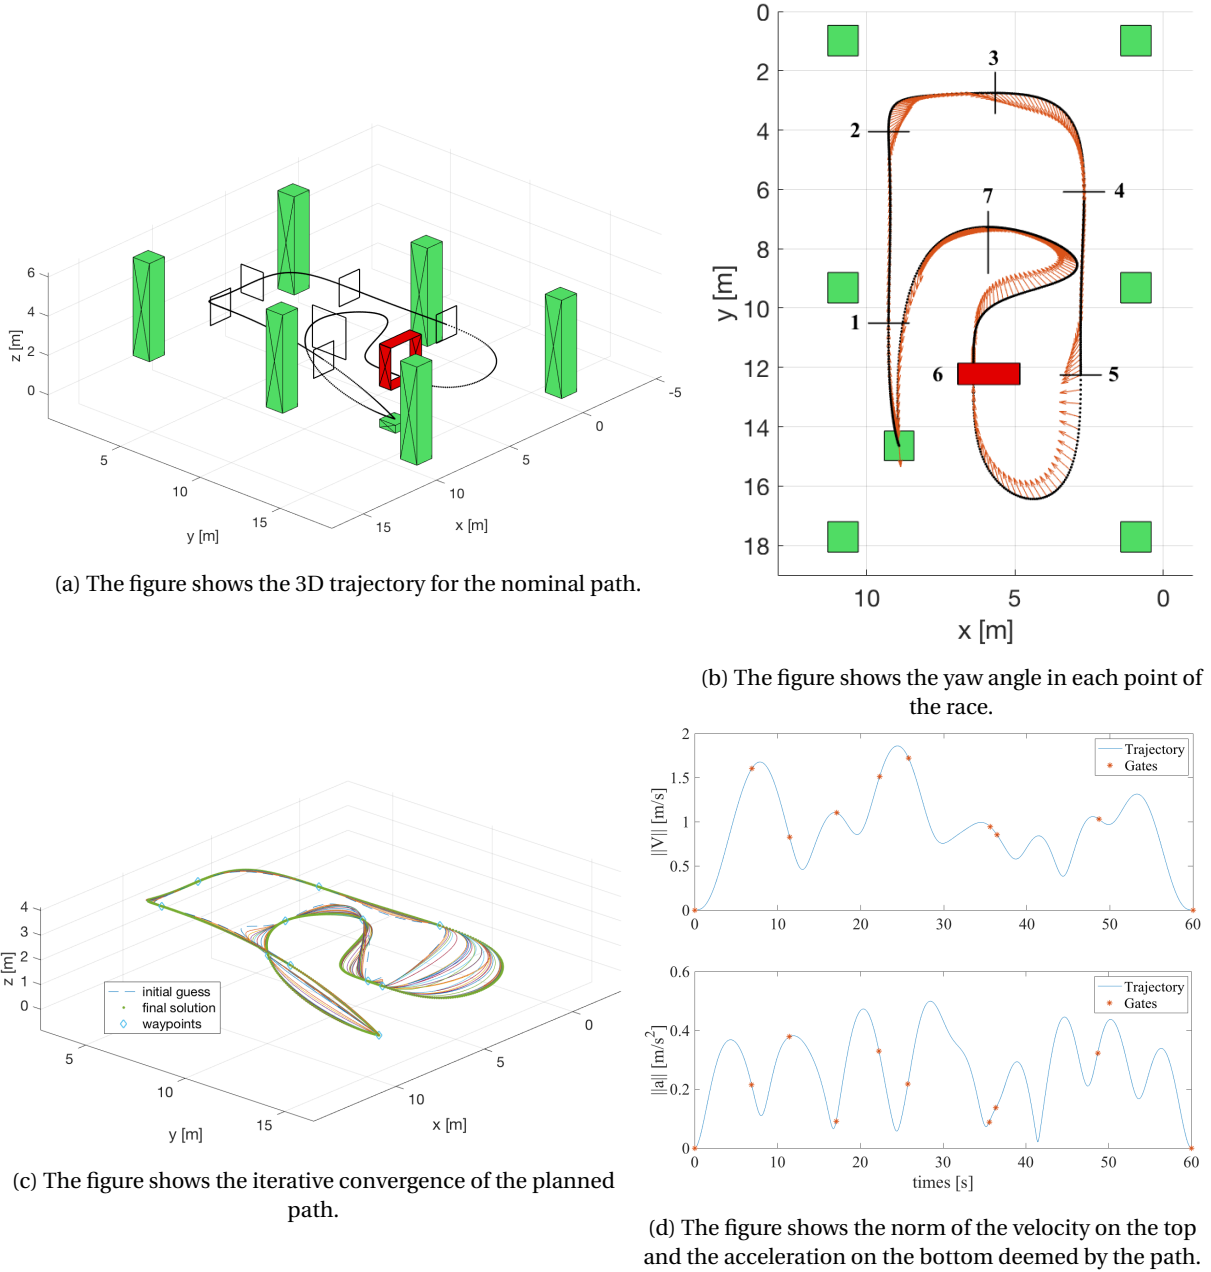 6
4
2
0
z [m]
5
10
15
y [m]
15
10
5
0
-5
x [m]
(a) The figure shows the 3D trajectory for the nominal path.
0
2
4
6
8
10
12
14
16
18
y [m]
3
2
4
7
1
6
5
10
5
0
x [m]
(b) The figure shows the yaw angle in each point of
the race.
4
3
2
1
0
z [m]
initial guess
final solution
waypoints
5
10
15
y [m]
10
5
0
x [m]
(c) The figure shows the iterative convergence of the planned
path.
2
1.5
1
0.5
0
||V|| [m/s]
Trajectory
Gates
0
10
20
30
40
50
60
0.6
0.4
0.2
0
||a|| [m/s²]
Trajectory
Gates
0
10
20
30
40
50
60
times [s]
(d) The figure shows the norm of the velocity on the top
and the acceleration on the bottom deemed by the path.